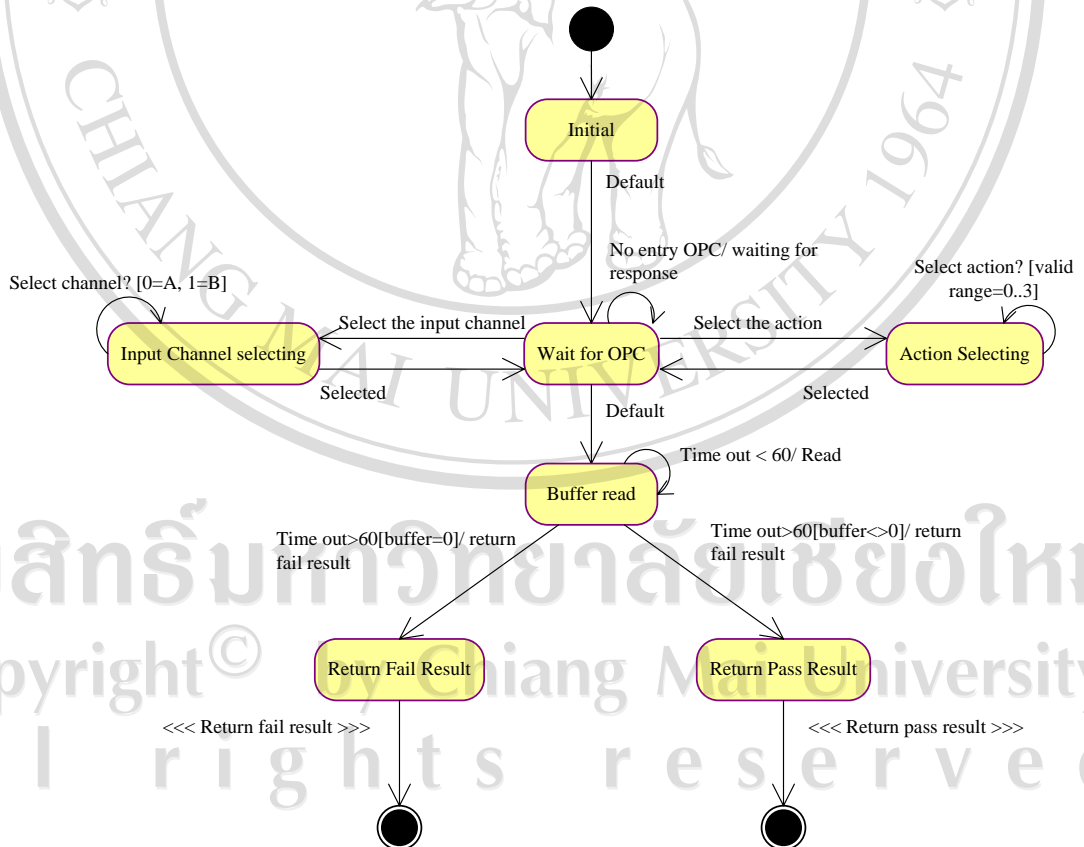 Initial
Default
No entry OPC/ waiting for
response
Select channel? [0=A, 1=B]
Select action? [valid
range=0..3]
Select the input channel
Select the action
Input Channel selecting
Wait for OPC
Action Selecting
Selected
Selected
Default
Time out < 60/ Read
Buffer read
Time out>60[buffer=0]/ return
fail result
Time out>60[buffer<>0]/ return
fail result
Return Fail Result
Return Pass Result
<<< Return fail result >>>
<<< Return pass result >>>
CHIANG MAI UNIVERSITY 1964
สิทธิ์มหาวิทยาลัยเชียงใหม
pyright© by Chiang Mai University
l rights reserve